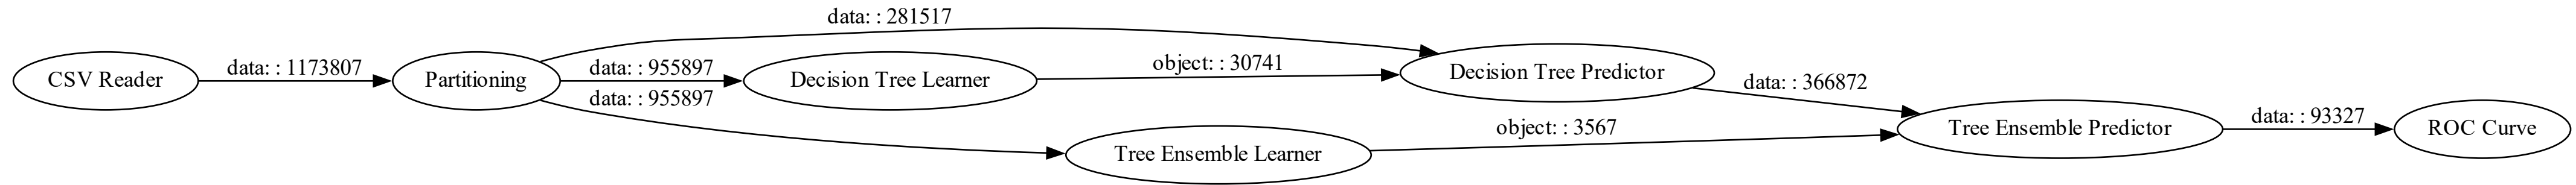 CSV Reader
data: : 1173807
Partitioning
data: : 281517
data: : 955897
data: : 955897
Decision Tree Learner
Tree Ensemble Learner
object: : 30741
object: : 3567
Decision Tree Predictor
data: : 366872
Tree Ensemble Predictor
data: : 93327
ROC Curve